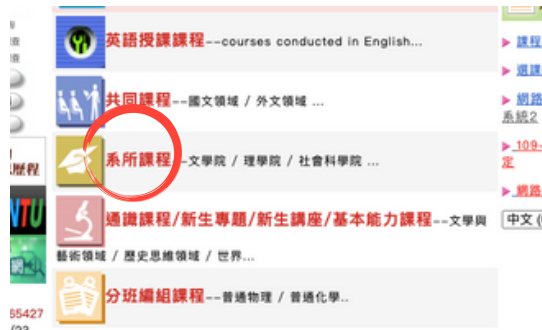 英語授課課程--courses conducted in English...
共同課程--國文領域 / 外文領域 ...
系所課程--文學院 / 理學院 / 社會科學院 ...
通識課程/新生專題/新生講座/基本能力課程--文學與
藝術領域 / 歷史思維領域 / 世界...
分班編組課程--普通物理 / 普通化學..
課程
選課
網路
系統2
109-
定
網路
中文 (
NTU
65427